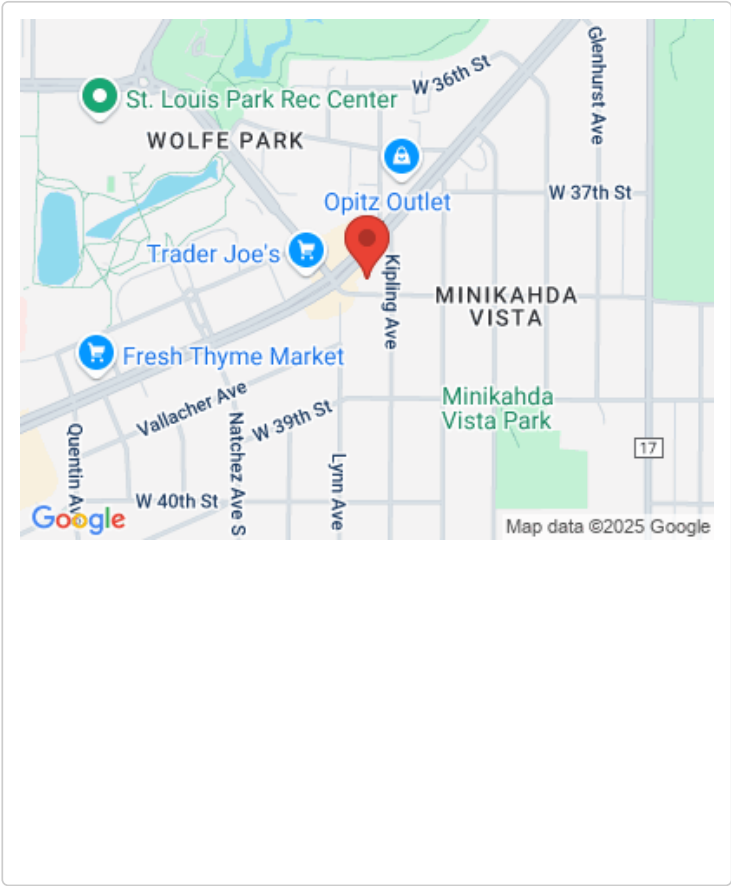 Glenhurst Ave
W 36th St
St. Louis Park Rec Center
WOLFE PARK
W 37th St
Opitz Outlet
Trader Joe's
Kipling Ave
MINIKAHDA
VISTA
Fresh Thyme Market
Vallacher Ave
Minikahda
Vista Park
W 39th St
Natchez Ave S
Quentin Av
17
Lynn Ave
W 40th St
Google
Map data ©2025 Google